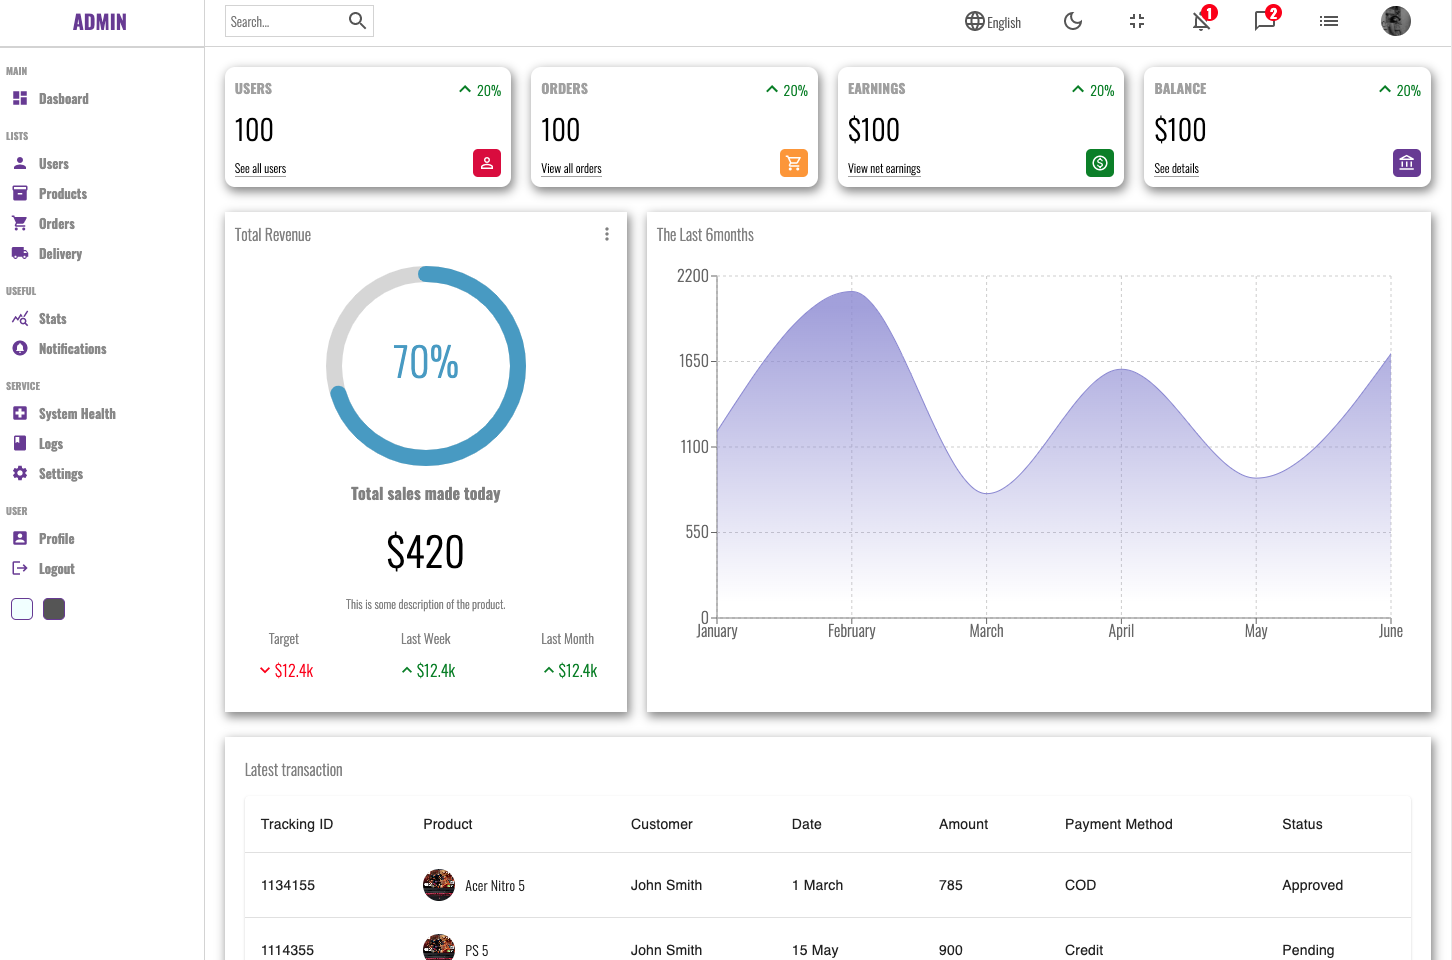 ADMIN
Search...
English
1
2
MAIN
Dasboard
LISTS
Users
Products
Orders
Delivery
USEFUL
Stats
Notifications
SERVICE
System Health
Logs
Settings
USER
Profile
Logout
USERS
20%
100
See all users
ORDERS
20%
100
View all orders
EARNINGS
20%
$100
View net earnings
BALANCE
20%
$100
See details
Total Revenue
70%
Total sales made today
$420
This is some description of the product.
Target
Last Week
Last Month
$12.4k
$12.4k
$12.4k
The Last 6months
2200
1650
1100
550
0
January
February
March
April
May
June
Latest transaction
Tracking ID Product Customer Date Amount Payment Method Status
1134155 Acer Nitro 5 John Smith 1 March 785 COD Approved
1114355 PS 5 John Smith 15 May 900 Credit Pending